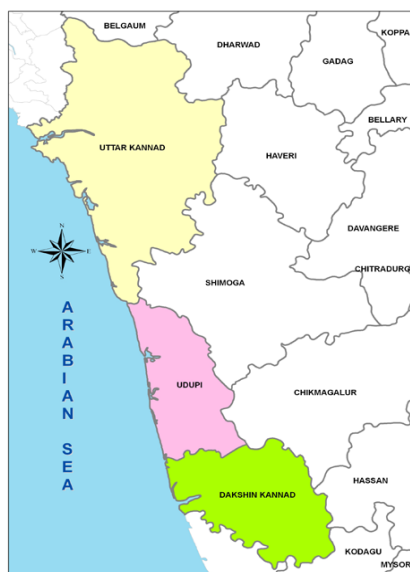 BELGAUM
DHARWAD
KOPPA
GADAG
BELLARY
UTTAR KANNAD
HAVERI
N
W E
S
DAVANGERE
CHITRADURG
SHIMOGA
ARABIAN SEA
UDUPI
CHIKMAGALUR
HASSAN
DAKSHIN KANNAD
KODAGU
MYSOR